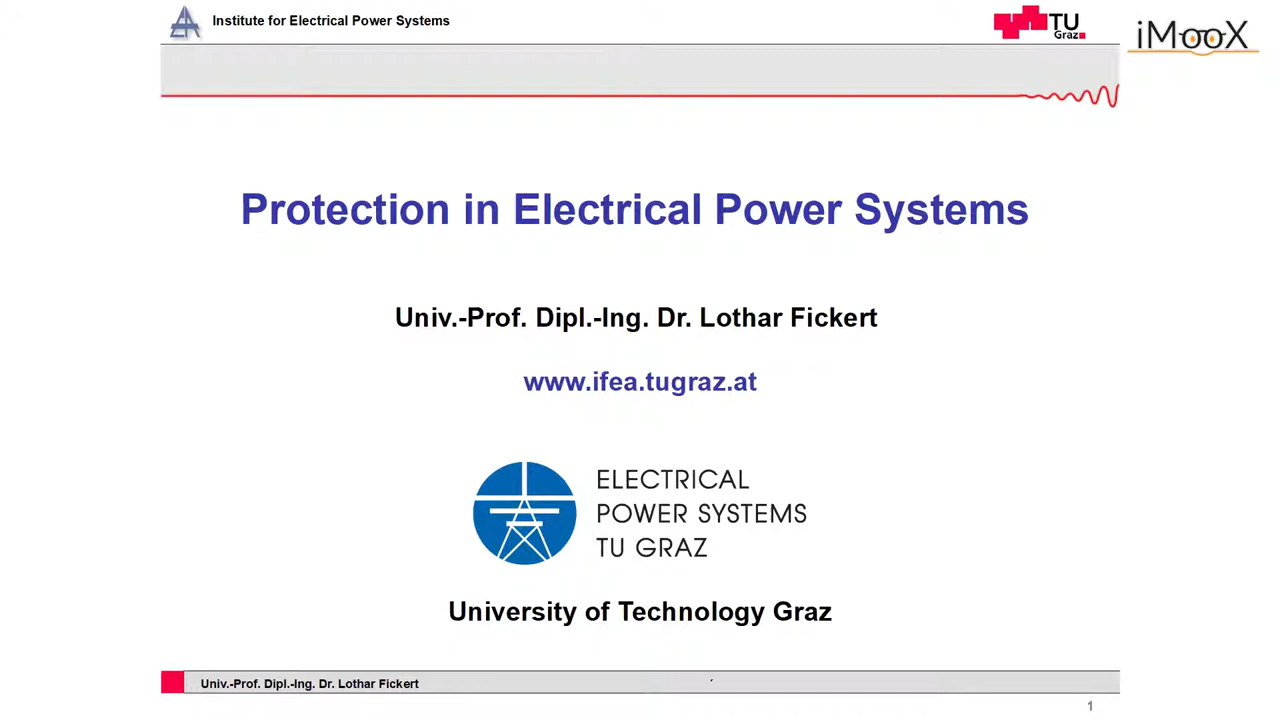 Institute for Electrical Power Systems
TU
Graz
iMooX
Protection in Electrical Power Systems
Univ.-Prof. Dipl.-Ing. Dr. Lothar Fickert
www.ifea.tugraz.at
ELECTRICAL
POWER SYSTEMS
TU GRAZ
University of Technology Graz
Univ.-Prof. Dipl.-Ing. Dr. Lothar Fickert
1